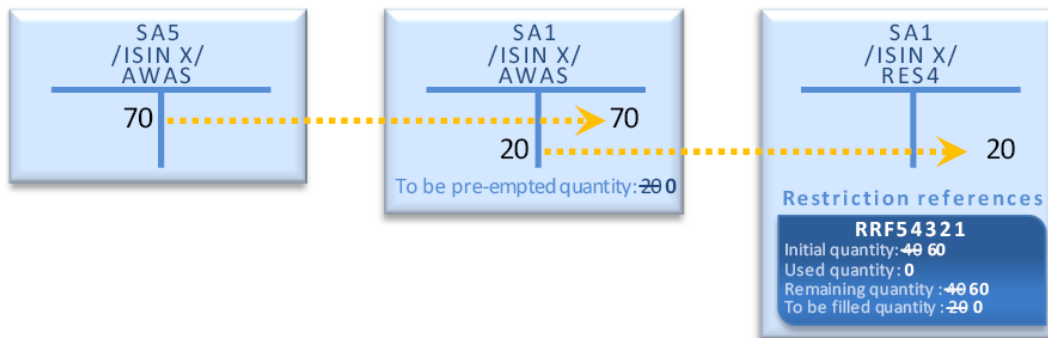 SA5
/ISIN X/
AWAS
70
SA1
/ISIN X/
AWAS
70
20
To be pre-empted quantity: 20 0
SA1
/ISIN X/
RES4
20
Restriction references
RRF54321
Initial quantity: 40 60
Used quantity : 0
Remaining quantity : 40 60
To be filled quantity : 20 0